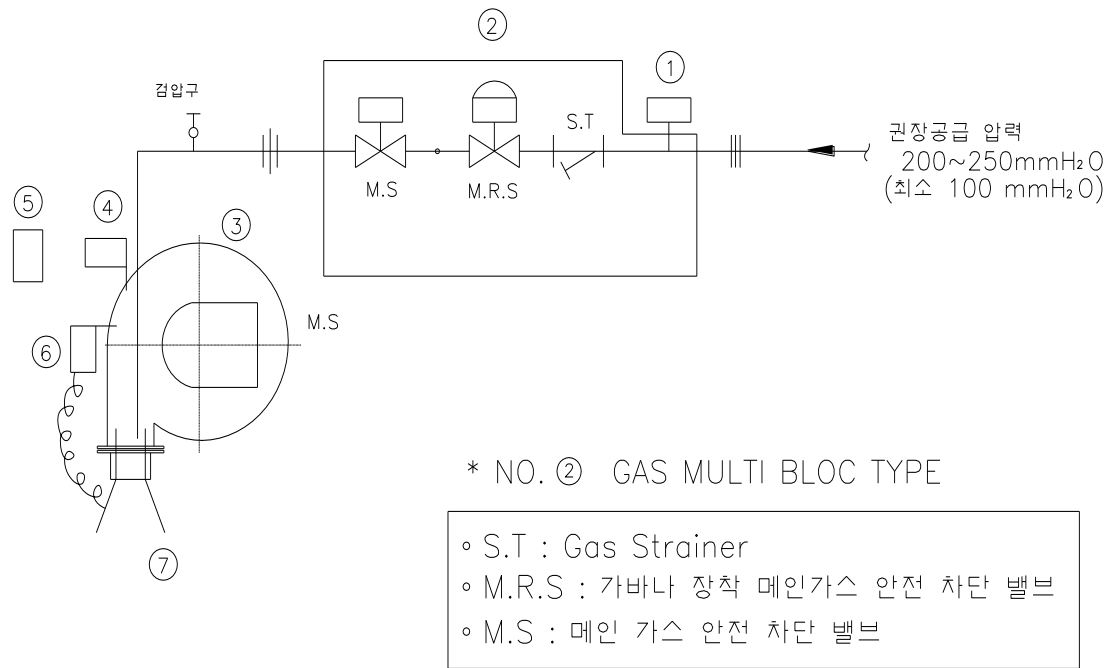 ②
①
검압구
S.T
M.S
M.R.S
권장공급 압력
200~250mmH₂O
(최소 100 mmH₂O)
⑤
④
③
M.S
⑥
⑦
* NO. ② GAS MULTI BLOC TYPE
∘ S.T : Gas Strainer
∘ M.R.S : 가바나 장착 메인가스 안전 차단 밸브
∘ M.S : 메인 가스 안전 차단 밸브